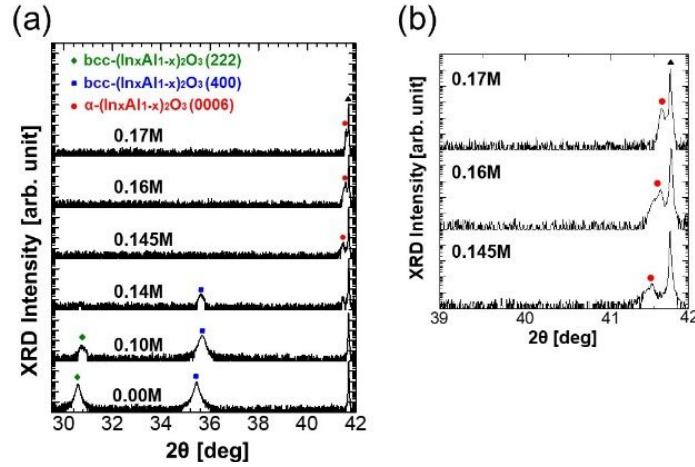 (a)
bcc-(InxAl1-x)2O3(222)
bcc-(InxAl1-x)2O3(400)
α-(InxAl1-x)2O3(0006)
0.17M
0.16M
0.145M
0.14M
0.10M
0.00M
XRD Intensity [arb. unit]
30 32 34 36 38 40 42
2θ [deg]
(b)
0.17M
0.16M
0.145M
XRD Intensity [arb. unit]
39 40 41 42
2θ [deg]